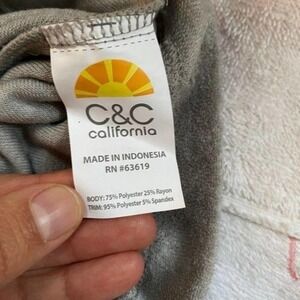 C&C
california
MADE IN INDONESIA
RN #63619
BODY: 75% Polyester 25% Rayon
TRIM: 95% Polyester 5% Spandex